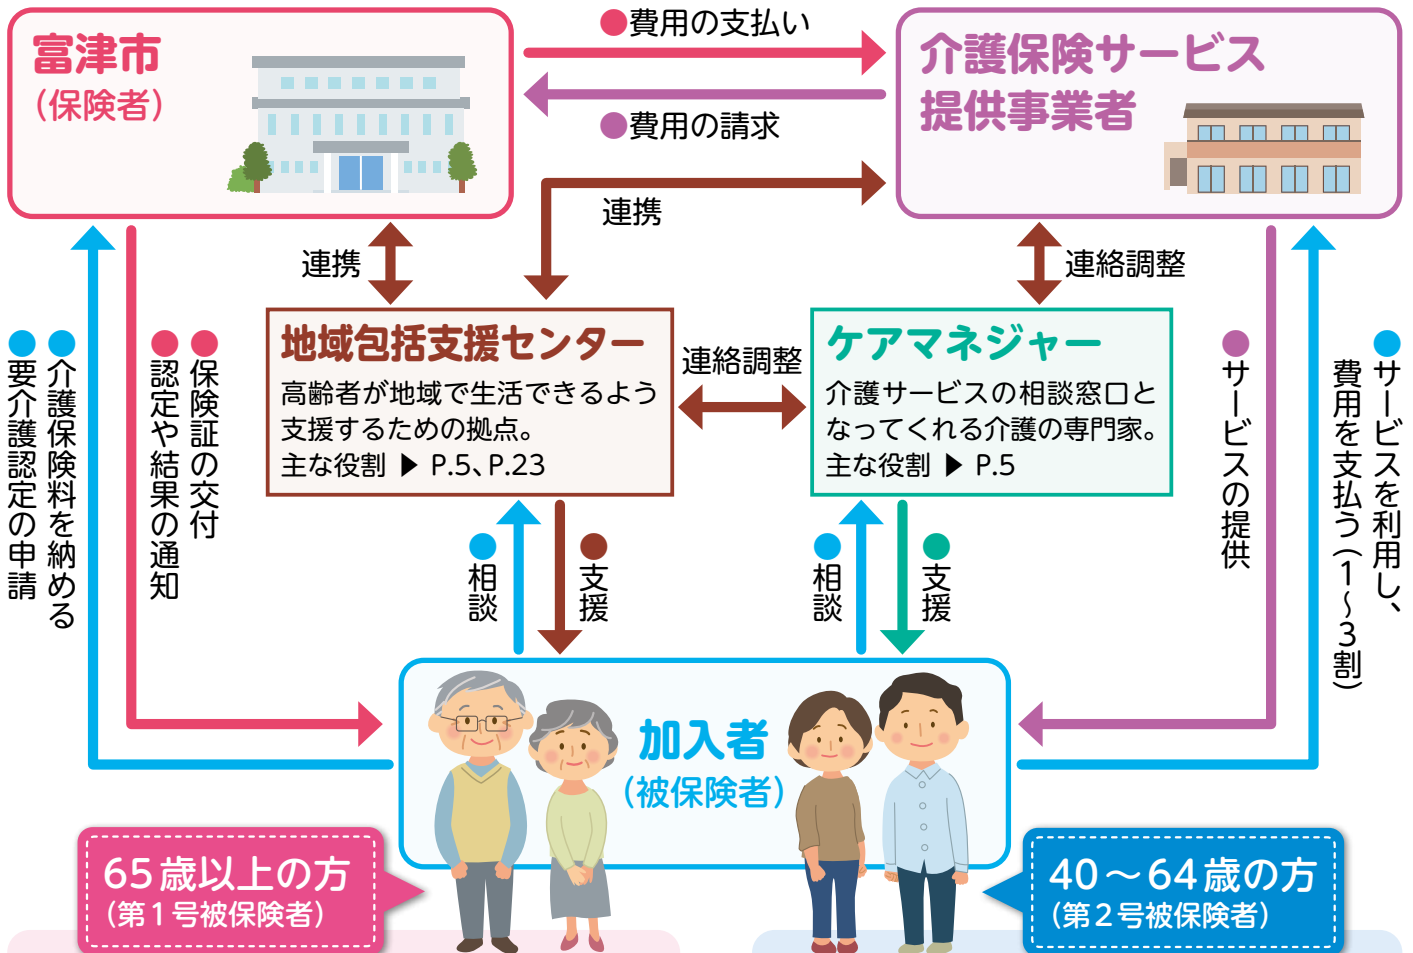 富津市
（保険者）
●費用の支払い
●費用の請求
介護保険サービス
提供事業者
連携
連携
連絡調整
地域包括支援センター
高齢者が地域で生活できるよう
支援するための拠点。
主な役割 ▶ P.5、P.23
連絡調整
ケアマネジャー
介護サービスの相談窓口と
なってくれる介護の専門家。
主な役割 ▶ P.5
●介護保険料を納める
●要介護認定の申請
●保険証の交付
●認定や結果の通知
●相談
●支援
●相談
●支援
●サービスの提供
●サービスを利用し、
費用を支払う（1～3割）
加入者
（被保険者）
65歳以上の方
（第1号被保険者）
40～64歳の方
（第2号被保険者）